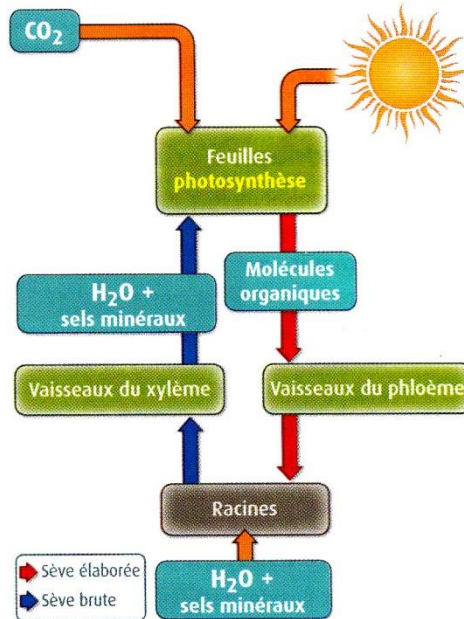 CO₂
Feuilles
photosynthèse
H₂O +
sels minéraux
Molécules
organiques
Vaisseaux du xylème
Vaisseaux du phloème
Racines
Sève élaborée
Sève brute
H₂O +
sels minéraux